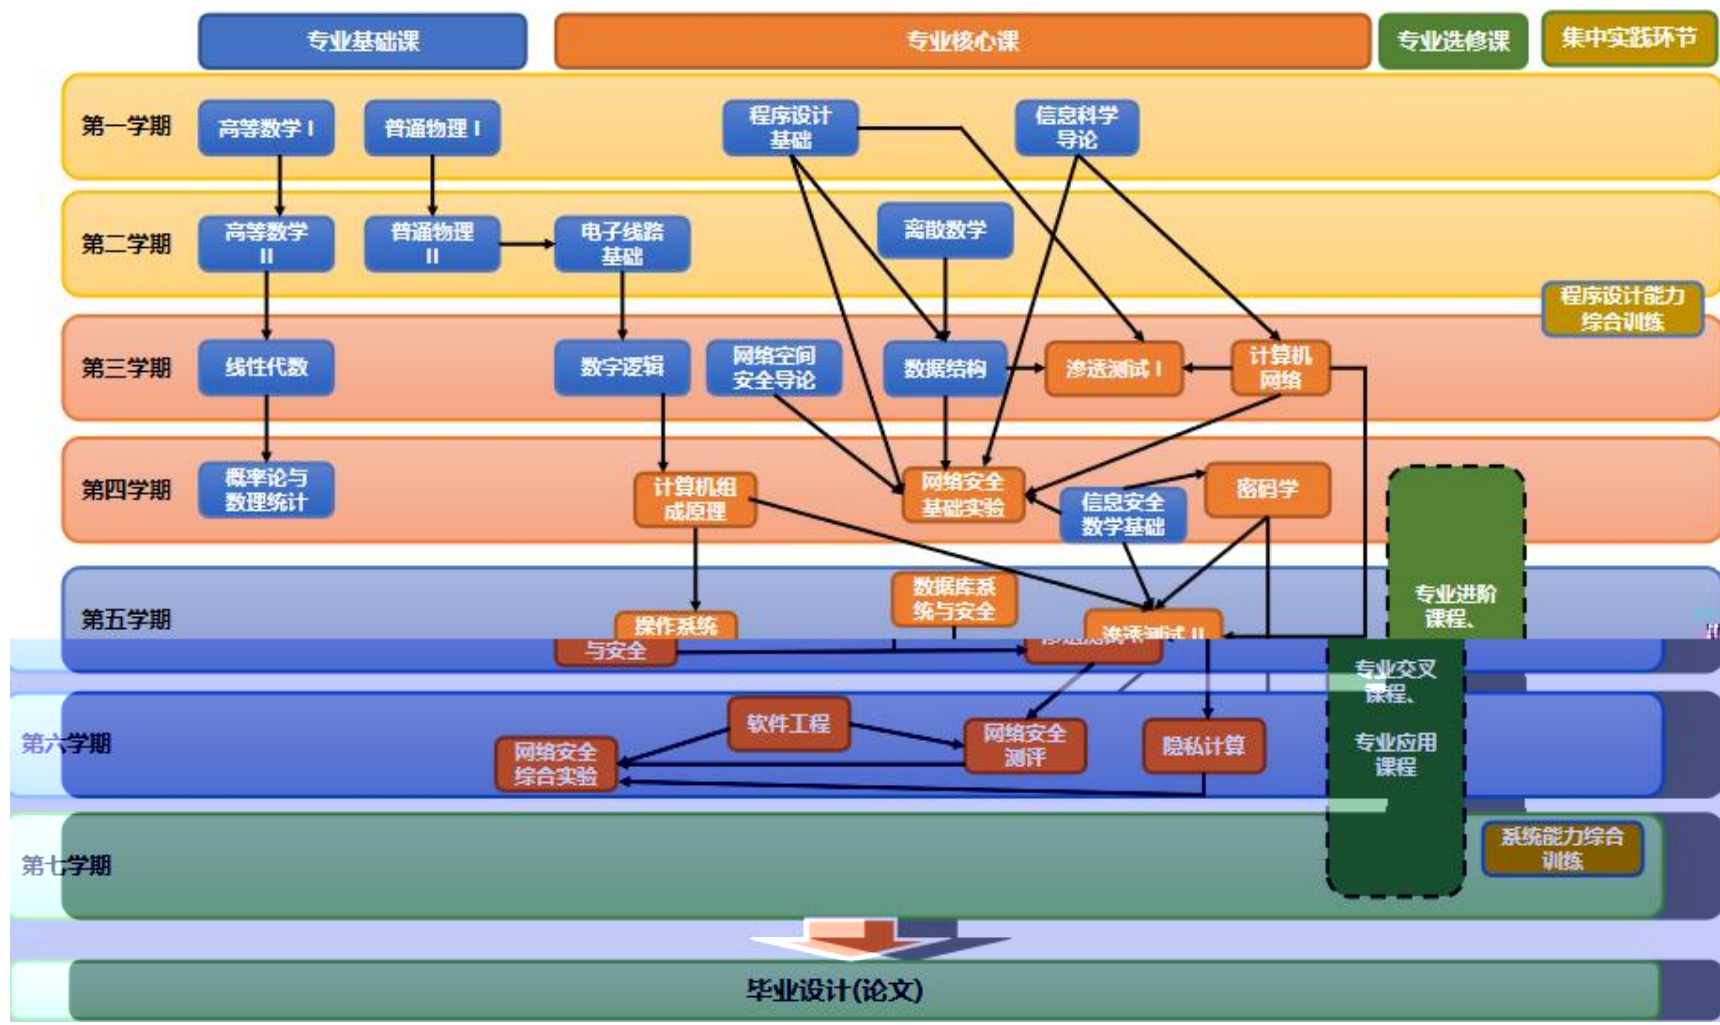 专业基础课
专业核心课
专业选修课
集中实践环节
第一学期
高等数学 I
普通物理 I
程序设计
基础
信息科学
导论
第二学期
高等数学
II
普通物理
II
电子线路
基础
离散数学
程序设计能力
综合训练
第三学期
线性代数
数字逻辑
网络空间
安全导论
数据结构
渗透测试 I
计算机
网络
第四学期
概率论与
数理统计
计算机组
成原理
网络安全
基础实验
信息安全
数学基础
密码学
第五学期
操作系统
与安全
数据库系
统与安全
渗透测试 II
专业进阶
课程、
专业交叉
课程、
专业应用
课程
第六学期
网络安全
综合实验
软件工程
网络安全
测评
隐私计算
第七学期
系统能力综合
训练
毕业设计(论文)